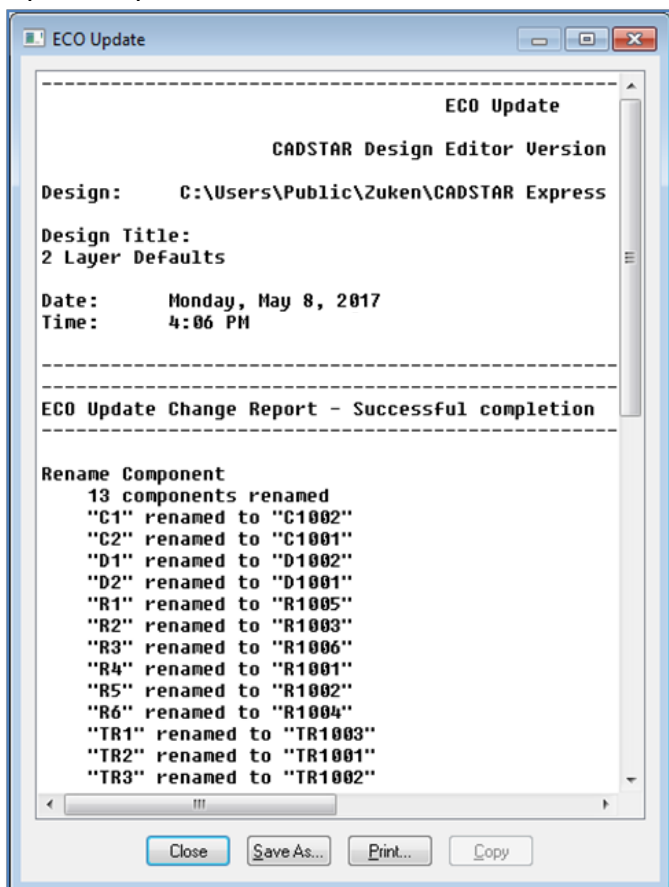 ECO Update
--------------------------------------------------
ECO Update
CADSTAR Design Editor Version
Design: C:\Users\Public\Zuken\CADSTAR Express
Design Title:
2 Layer Defaults
Date: Monday, May 8, 2017
Time: 4:06 PM
--------------------------------------------------
--------------------------------------------------
ECO Update Change Report - Successful completion
--------------------------------------------------
Rename Component
13 components renamed
"C1" renamed to "C1002"
"C2" renamed to "C1001"
"D1" renamed to "D1002"
"D2" renamed to "D1001"
"R1" renamed to "R1005"
"R2" renamed to "R1003"
"R3" renamed to "R1006"
"R4" renamed to "R1001"
"R5" renamed to "R1002"
"R6" renamed to "R1004"
"TR1" renamed to "TR1003"
"TR2" renamed to "TR1001"
"TR3" renamed to "TR1002"
Close Save As... Print... Copy